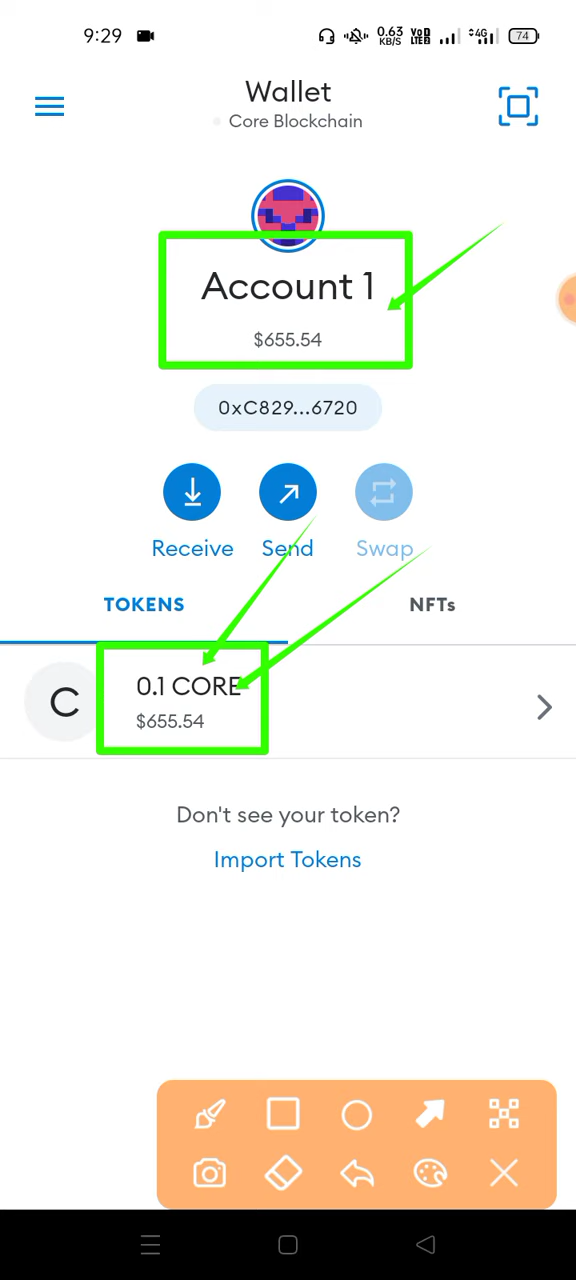 9:29
0.63 KB/S
VoD LTE2
4G
74
Wallet
Core Blockchain
Account 1
$655.54
0xC829...6720
Receive Send Swap
TOKENS NFTs
C
0.1 CORE
$655.54
Don't see your token?
Import Tokens